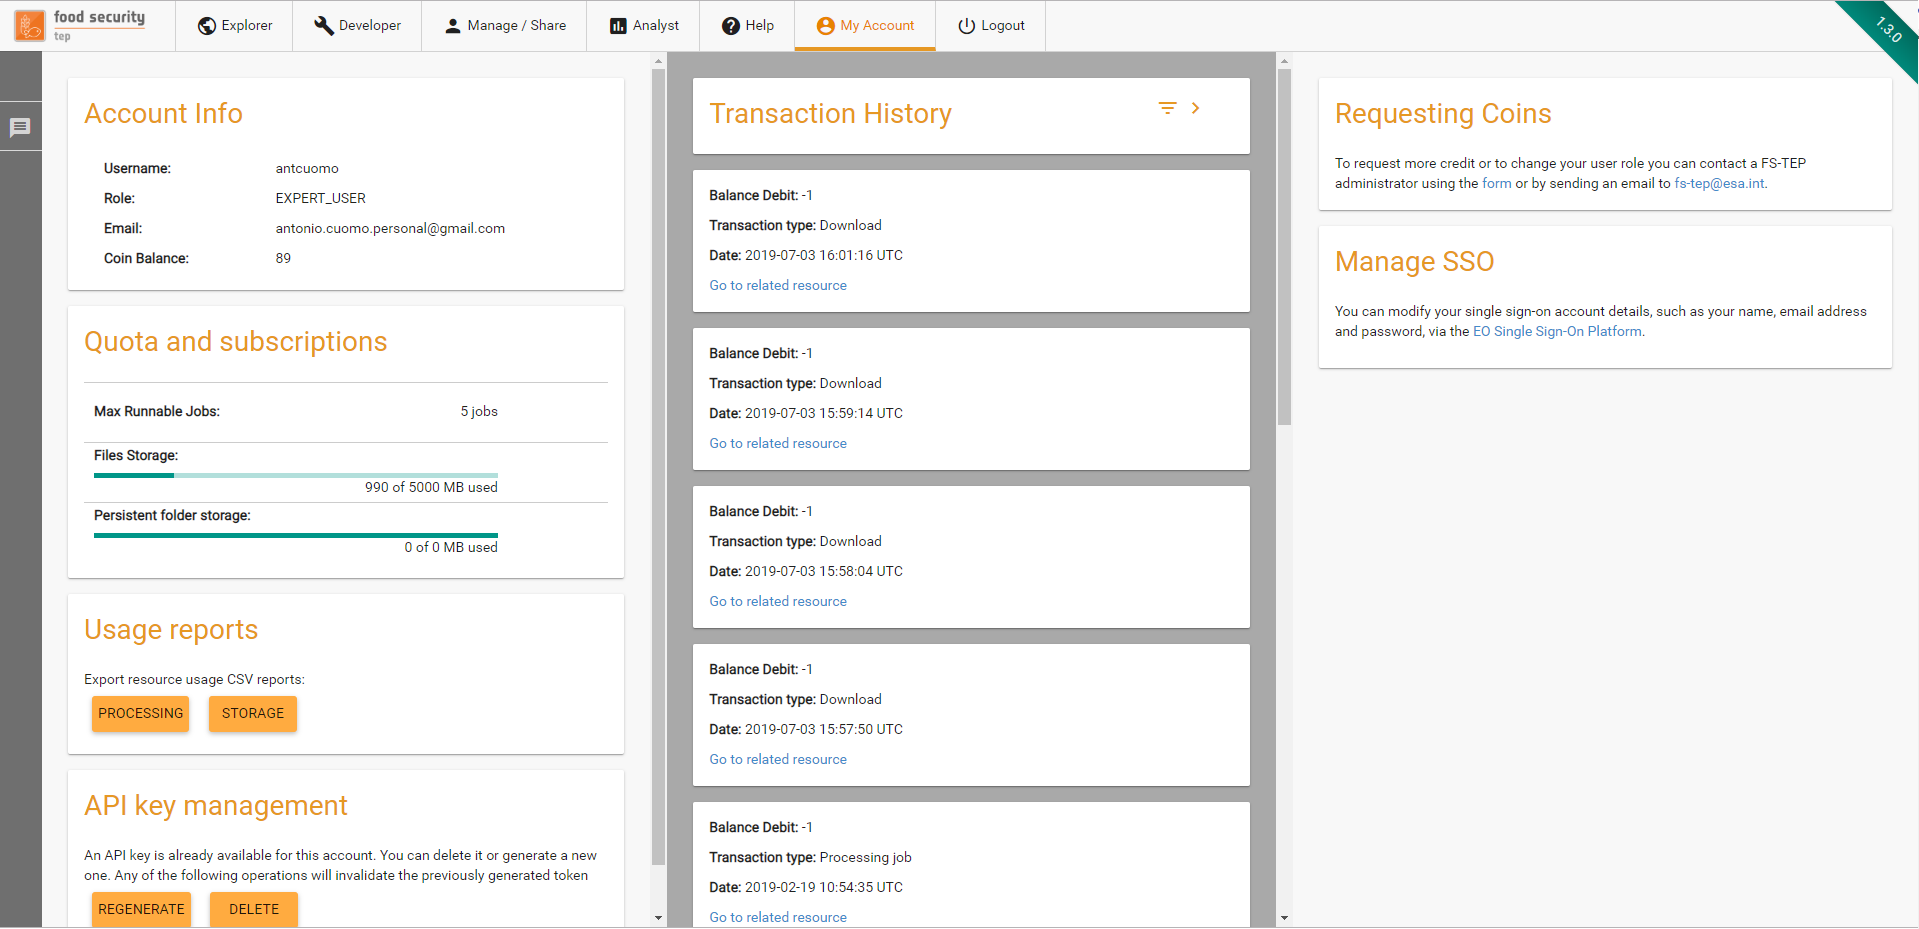 food security
tep
Explorer
Developer
Manage / Share
Analyst
Help
My Account
Logout
1.3.0
Account Info
Username: antcuomo
Role: EXPERT_USER
Email: antonio.cuomo.personal@gmail.com
Coin Balance: 89
Quota and subscriptions
Max Runnable Jobs: 5 jobs
Files Storage:
990 of 5000 MB used
Persistent folder storage:
0 of 0 MB used
Usage reports
Export resource usage CSV reports:
PROCESSING STORAGE
API key management
An API key is already available for this account. You can delete it or generate a new
one. Any of the following operations will invalidate the previously generated token
REGENERATE DELETE
Transaction History
Balance Debit: -1
Transaction type: Download
Date: 2019-07-03 16:01:16 UTC
Go to related resource
Balance Debit: -1
Transaction type: Download
Date: 2019-07-03 15:59:14 UTC
Go to related resource
Balance Debit: -1
Transaction type: Download
Date: 2019-07-03 15:58:04 UTC
Go to related resource
Balance Debit: -1
Transaction type: Download
Date: 2019-07-03 15:57:50 UTC
Go to related resource
Balance Debit: -1
Transaction type: Processing job
Date: 2019-02-19 10:54:35 UTC
Go to related resource
Requesting Coins
To request more credit or to change your user role you can contact a FS-TEP
administrator using the form or by sending an email to fs-tep@esa.int.
Manage SSO
You can modify your single sign-on account details, such as your name, email address
and password, via the EO Single Sign-On Platform.